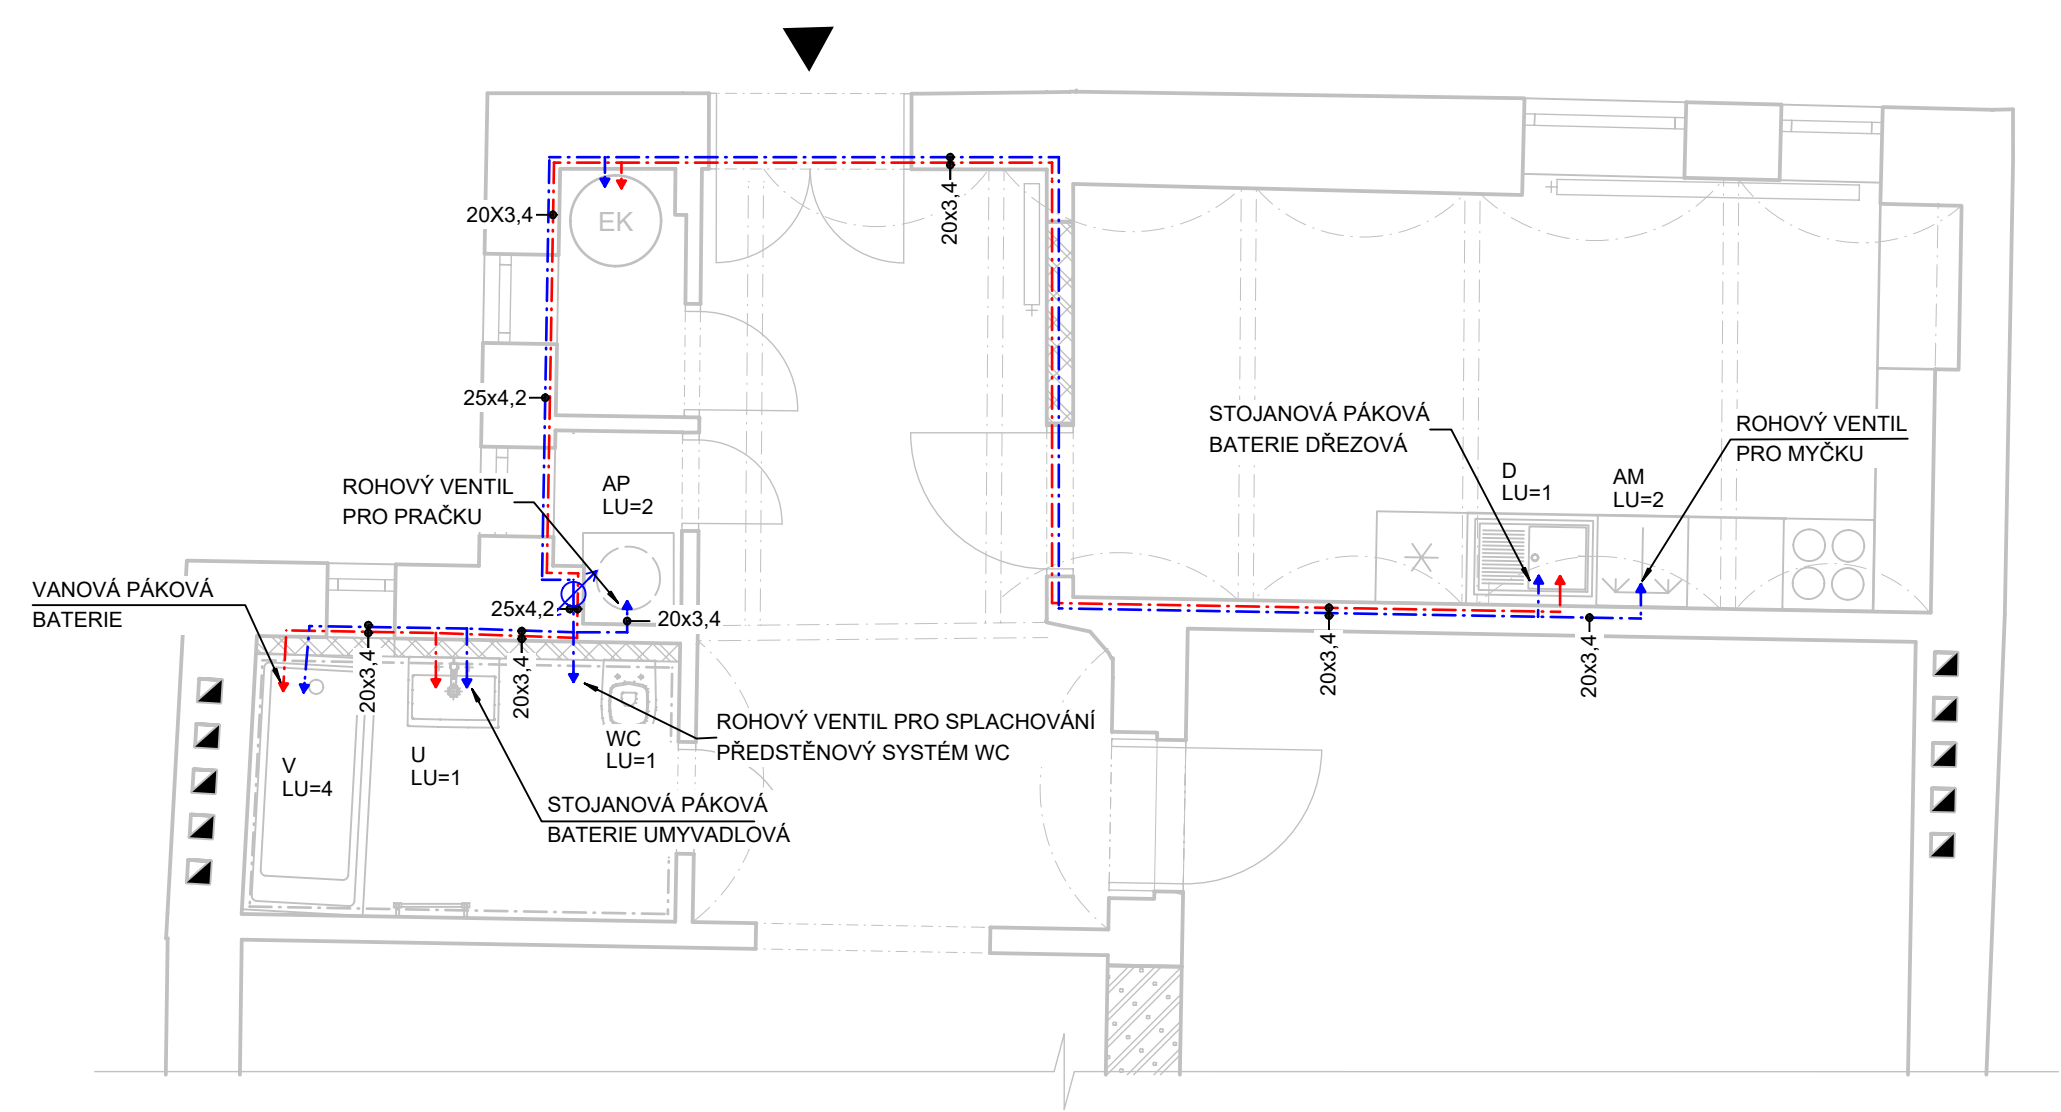 EK
20X3,4
20x3,4
25x4,2
STOJANOVÁ PÁKOVÁ
BATERIE DŘEZOVÁ
ROHOVÝ VENTIL
PRO MYČKU
D
LU=1
AM
LU=2
ROHOVÝ VENTIL
PRO PRAČKU
AP
LU=2
VANOVÁ PÁKOVÁ
BATERIE
25x4,2
20x3,4
20x3,4
20x3,4
20x3,4
20x3,4
ROHOVÝ VENTIL PRO SPLACHOVÁNÍ
PŘEDSTĚNOVÝ SYSTÉM WC
WC
LU=1
U
LU=1
V
LU=4
STOJANOVÁ PÁKOVÁ
BATERIE UMYVADLOVÁ